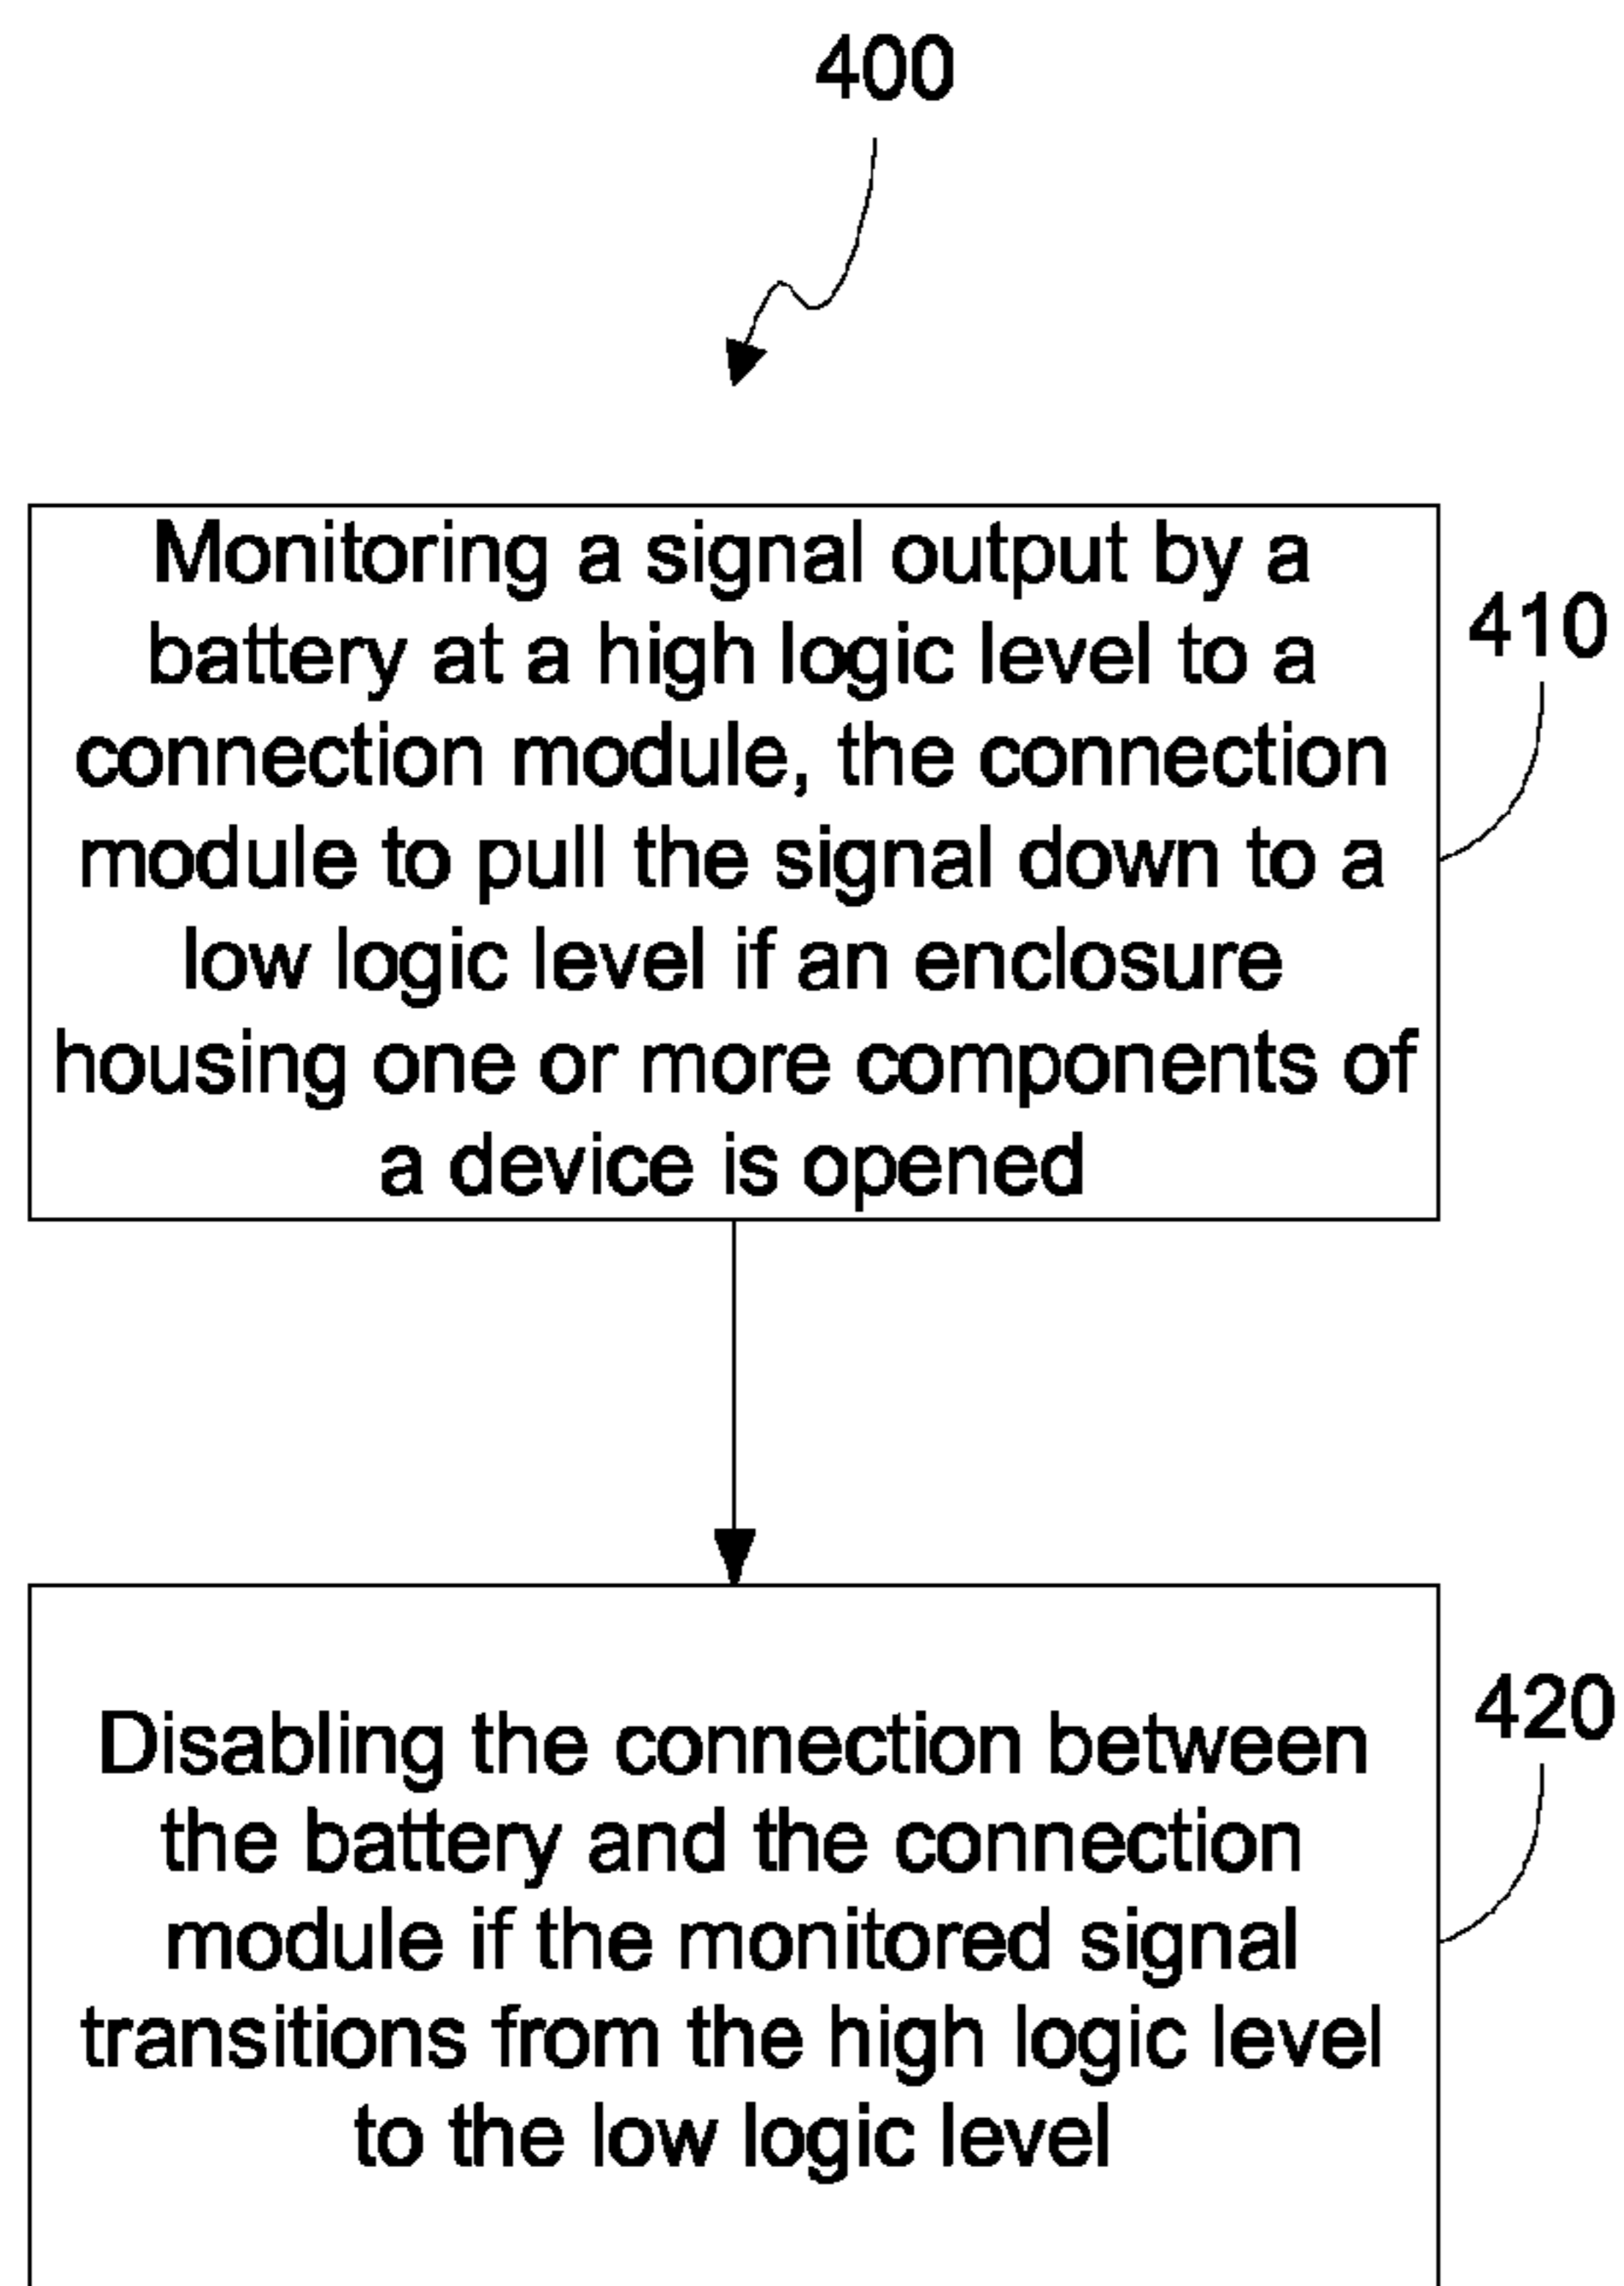 400
Monitoring a signal output by a
battery at a high logic level to a
connection module, the connection
module to pull the signal down to a
low logic level if an enclosure
housing one or more components of
a device is opened
410
Disabling the connection between
the battery and the connection
module if the monitored signal
transitions from the high logic level
to the low logic level
420